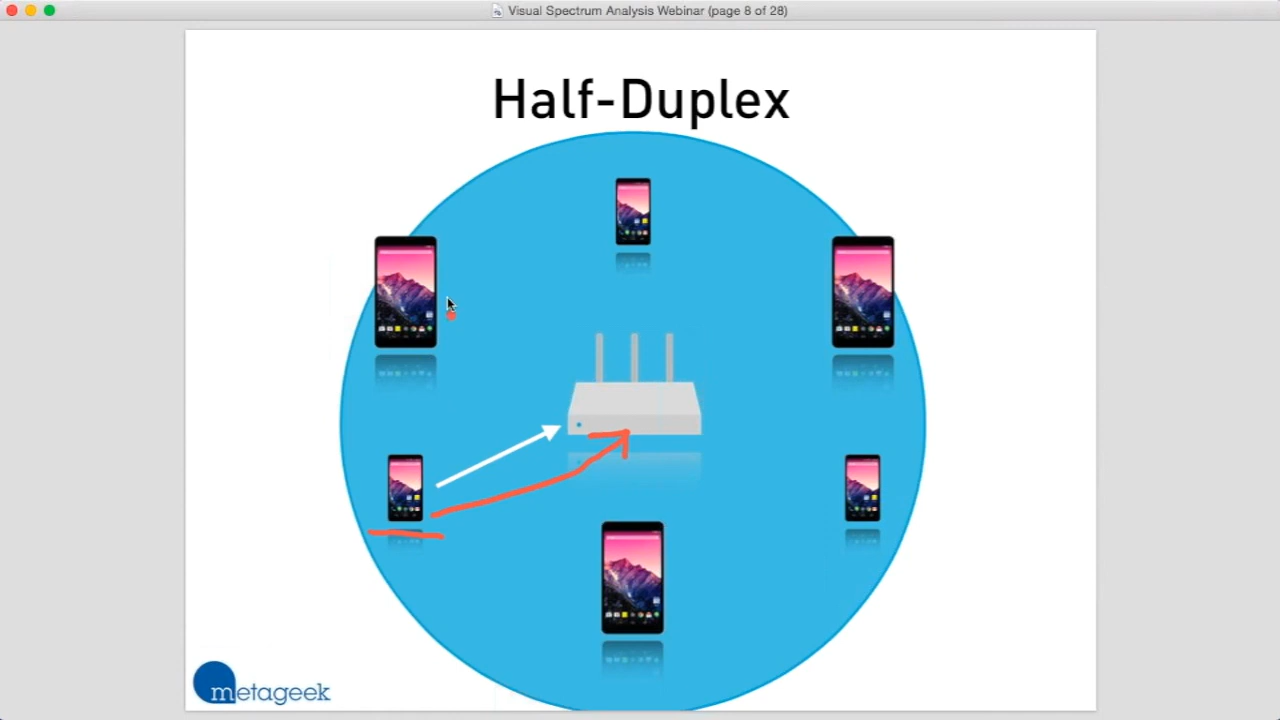 Visual Spectrum Analysis Webinar (page 8 of 28)
Half-Duplex
metageek